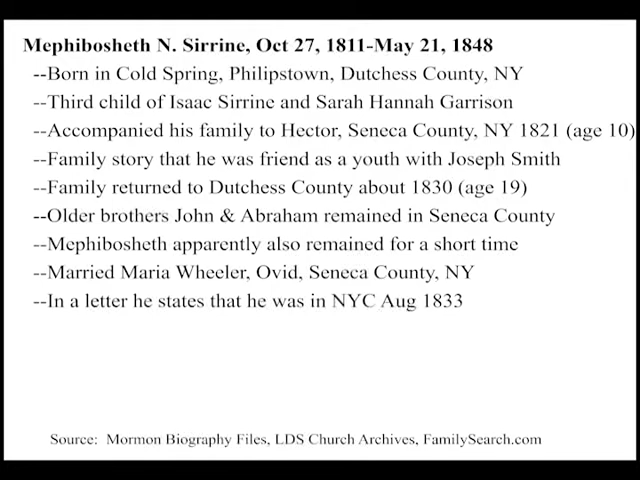 Mephibosheth N. Sirrine, Oct 27, 1811-May 21, 1848
--Born in Cold Spring, Philipstown, Dutchess County, NY
--Third child of Isaac Sirrine and Sarah Hannah Garrison
--Accompanied his family to Hector, Seneca County, NY 1821 (age 10)
--Family story that he was friend as a youth with Joseph Smith
--Family returned to Dutchess County about 1830 (age 19)
--Older brothers John & Abraham remained in Seneca County
--Mephibosheth apparently also remained for a short time
--Married Maria Wheeler, Ovid, Seneca County, NY
--In a letter he states that he was in NYC Aug 1833
Source: Mormon Biography Files, LDS Church Archives, FamilySearch.com